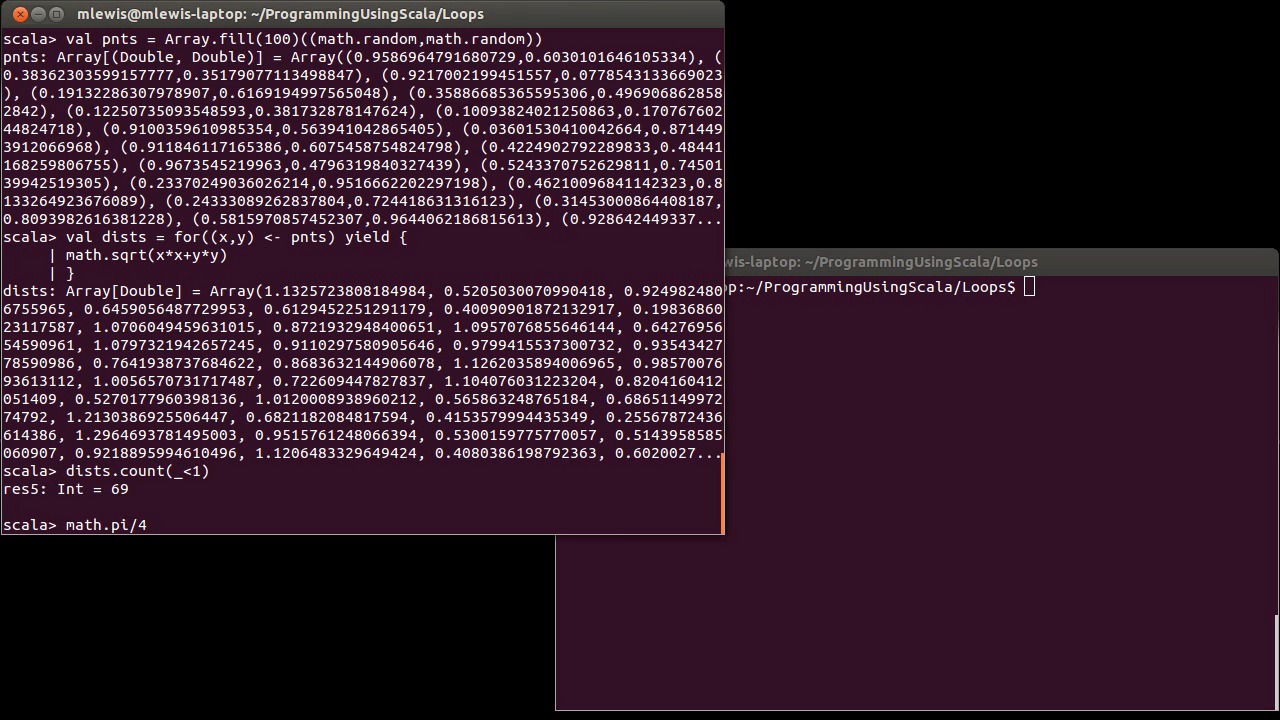 mlewis@mlewis-laptop: ~/ProgrammingUsingScala/Loops
scala> val pnts = Array.fill(100)((math.random,math.random))
pnts: Array[(Double, Double)] = Array((0.9586964791680729,0.6030101646105334), (
0.38362303599157777,0.35179077113498847), (0.9217002199451557,0.0778543133669023
), (0.19132286307978907,0.6169194997565048), (0.35886685365595306,0.496906862858
2842), (0.12250735093548593,0.381732878147624), (0.10093824021250863,0.170767602
44824718), (0.9100359610985354,0.563941042865405), (0.03601530410042664,0.871449
3912066968), (0.911846117165386,0.6075458754824798), (0.4224902792289833,0.48441
168259806755), (0.9673545219963,0.4796319840327439), (0.5243370752629811,0.74501
39942519305), (0.23370249036026214,0.9516662202297198), (0.46210096841142323,0.8
133264923676089), (0.24333089262837804,0.724418631316123), (0.31453000864408187,
0.8093982616381228), (0.5815970857452307,0.9644062186815613), (0.928642449337...
scala> val dists = for((x,y) <- pnts) yield {
| math.sqrt(x*x+y*y)
| }
dists: Array[Double] = Array(1.1325723808184984, 0.5205030070990418, 0.924982480
6755965, 0.6459056487729953, 0.6129452251291179, 0.40090901872132917, 0.19836860
23117587, 1.0706049459631015, 0.8721932948400651, 1.0957076855646144, 0.64276956
54590961, 1.0797321942657245, 0.9110297580905646, 0.9799415537300732, 0.93543427
78590986, 0.7641938737684622, 0.8683632144906078, 1.1262035894006965, 0.98570076
93613112, 1.0056570731717487, 0.722609447827837, 1.104076031223204, 0.8204160412
051409, 0.5270177960398136, 1.0120008938960212, 0.565863248765184, 0.68651149972
74792, 1.2130386925506447, 0.6821182084817594, 0.4153579994435349, 0.25567872436
614386, 1.2964693781495003, 0.9515761248066394, 0.5300159775770057, 0.5143958585
060907, 0.9218895994610496, 1.1206483329649424, 0.4080386198792363, 0.6020027...
scala> dists.count(_<1)
res5: Int = 69
scala> math.pi/4
wis-laptop: ~/ProgrammingUsingScala/Loops
op:~/ProgrammingUsingScala/Loops$